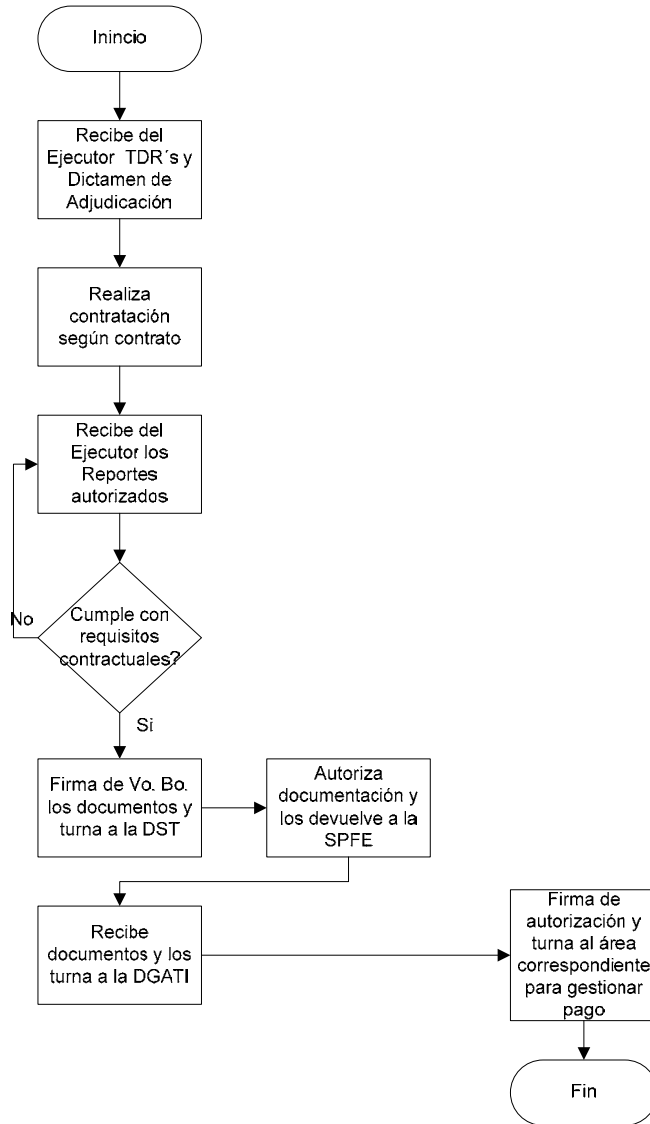 Inincio
Recibe del
Ejecutor TDR´s y
Dictamen de
Adjudicación
Realiza
contratación
según contrato
Recibe del
Ejecutor los
Reportes
autorizados
No
Cumple con
requisitos
contractuales?
Si
Firma de Vo. Bo.
los documentos y
turna a la DST
Autoriza
documentación y
los devuelve a la
SPFE
Recibe
documentos y los
turna a la DGATI
Firma de
autorización y
turna al área
correspondiente
para gestionar
pago
Fin